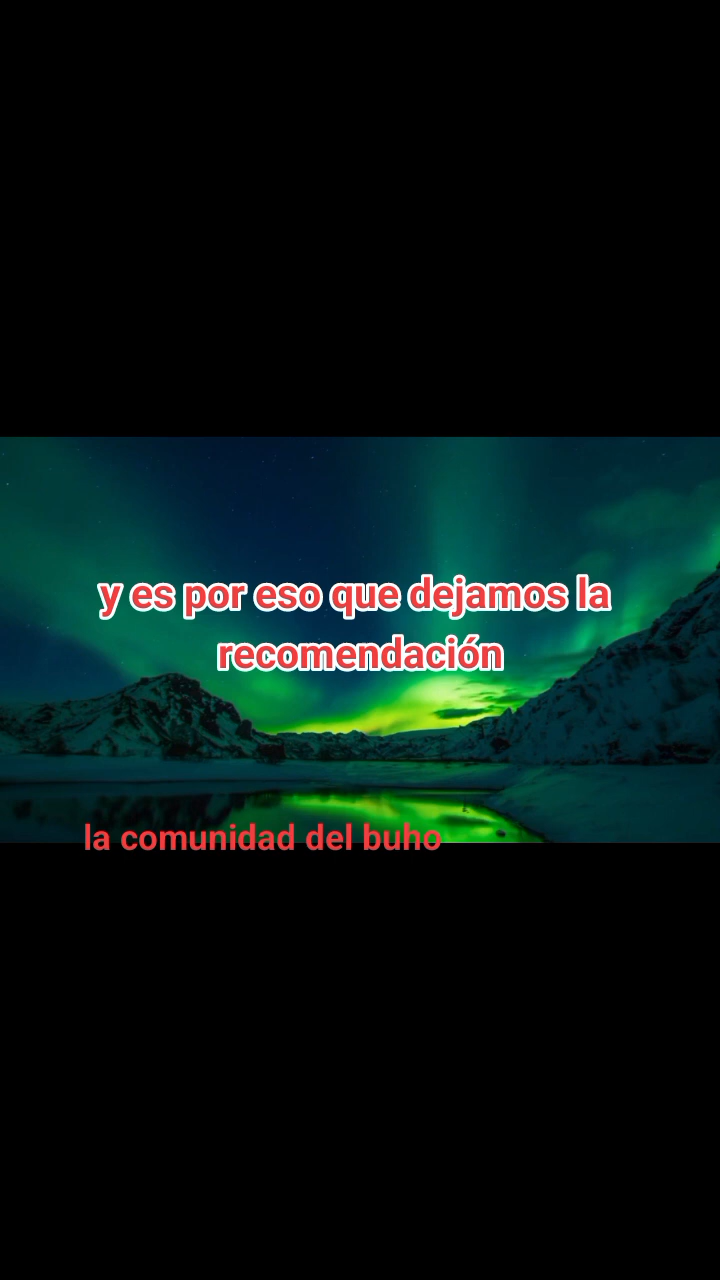 y es por eso que dejamos la
recomendación
la comunidad del buho